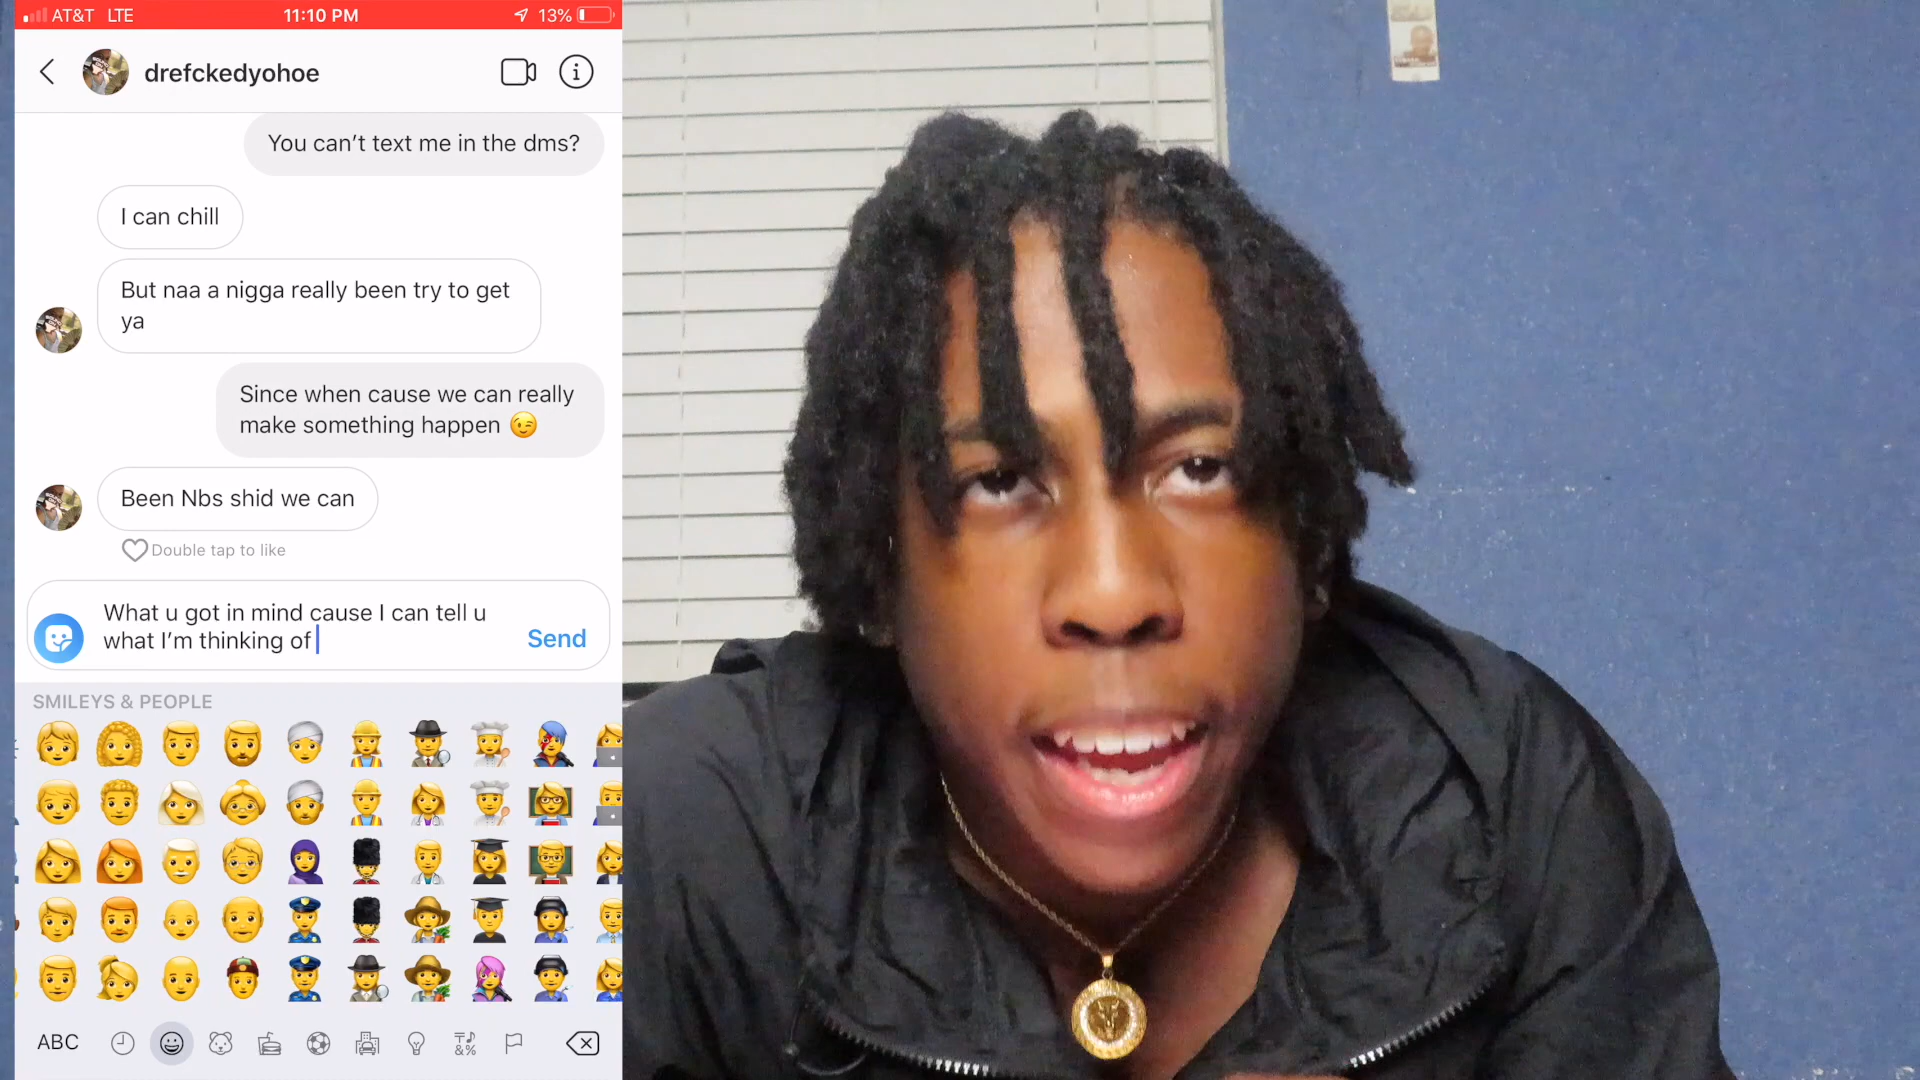 AT&T LTE 11:10 PM 13%
drefckedyohoe
You can’t text me in the dms?
I can chill
But naa a nigga really been try to get
ya
Since when cause we can really
make something happen 😉
Been Nbs shid we can
Double tap to like
What u got in mind cause I can tell u
what I’m thinking of
Send
SMILEYS & PEOPLE
ABC